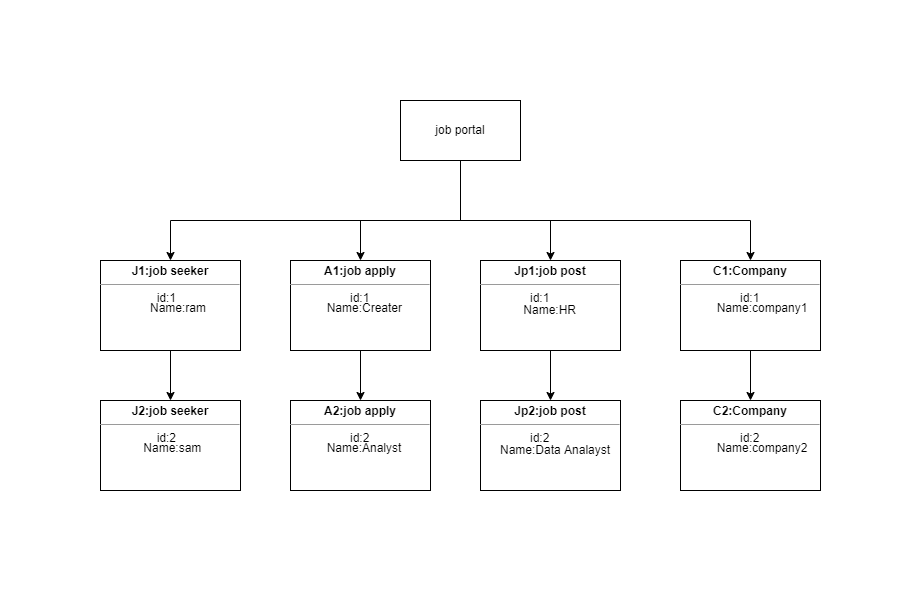 job portal
J1:job seeker
id:1
Name:ram
A1:job apply
id:1
Name:Creater
Jp1:job post
id:1
Name:HR
C1:Company
id:1
Name:company1
J2:job seeker
id:2
Name:sam
A2:job apply
id:2
Name:Analyst
Jp2:job post
id:2
Name:Data Analayst
C2:Company
id:2
Name:company2